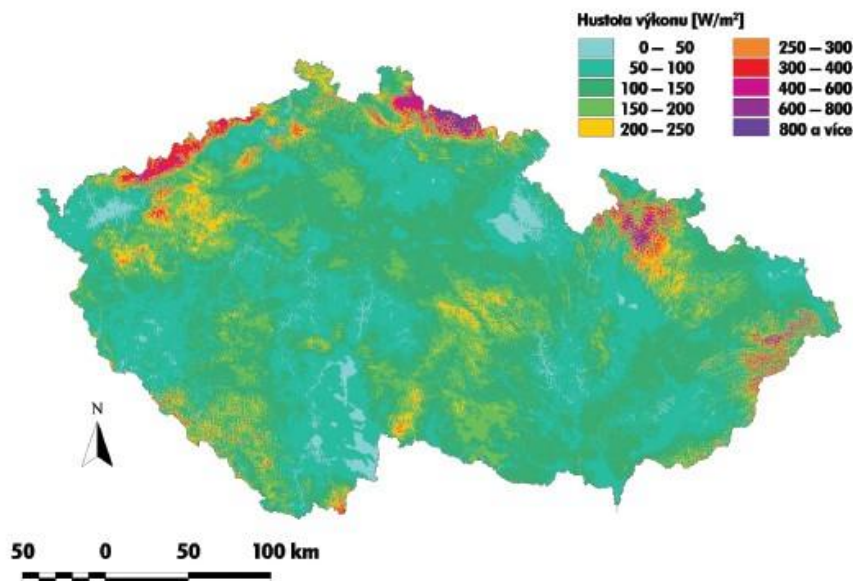 Hustota výkonu [W/m²]
0 – 50
50 – 100
100 – 150
150 – 200
200 – 250
250 – 300
300 – 400
400 – 600
600 – 800
800 a více
N
50 0 50 100 km